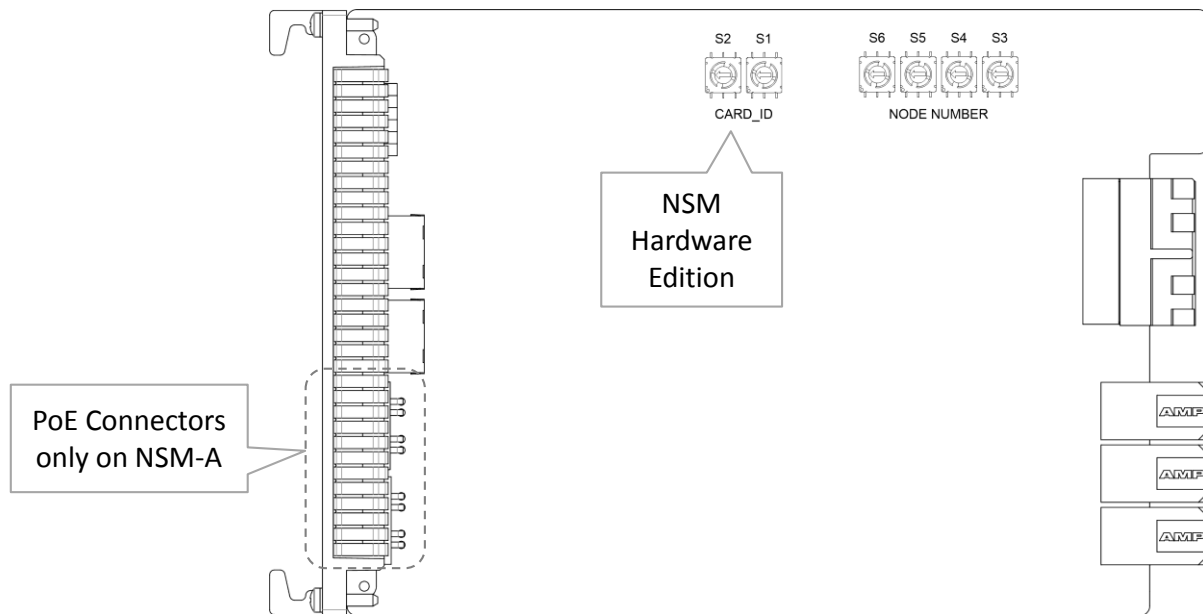 S2 S1
S6 S5 S4 S3
CARD_ID
NODE NUMBER
NSM
Hardware
Edition
PoE Connectors
only on NSM-A
AMP
AMP
AMP